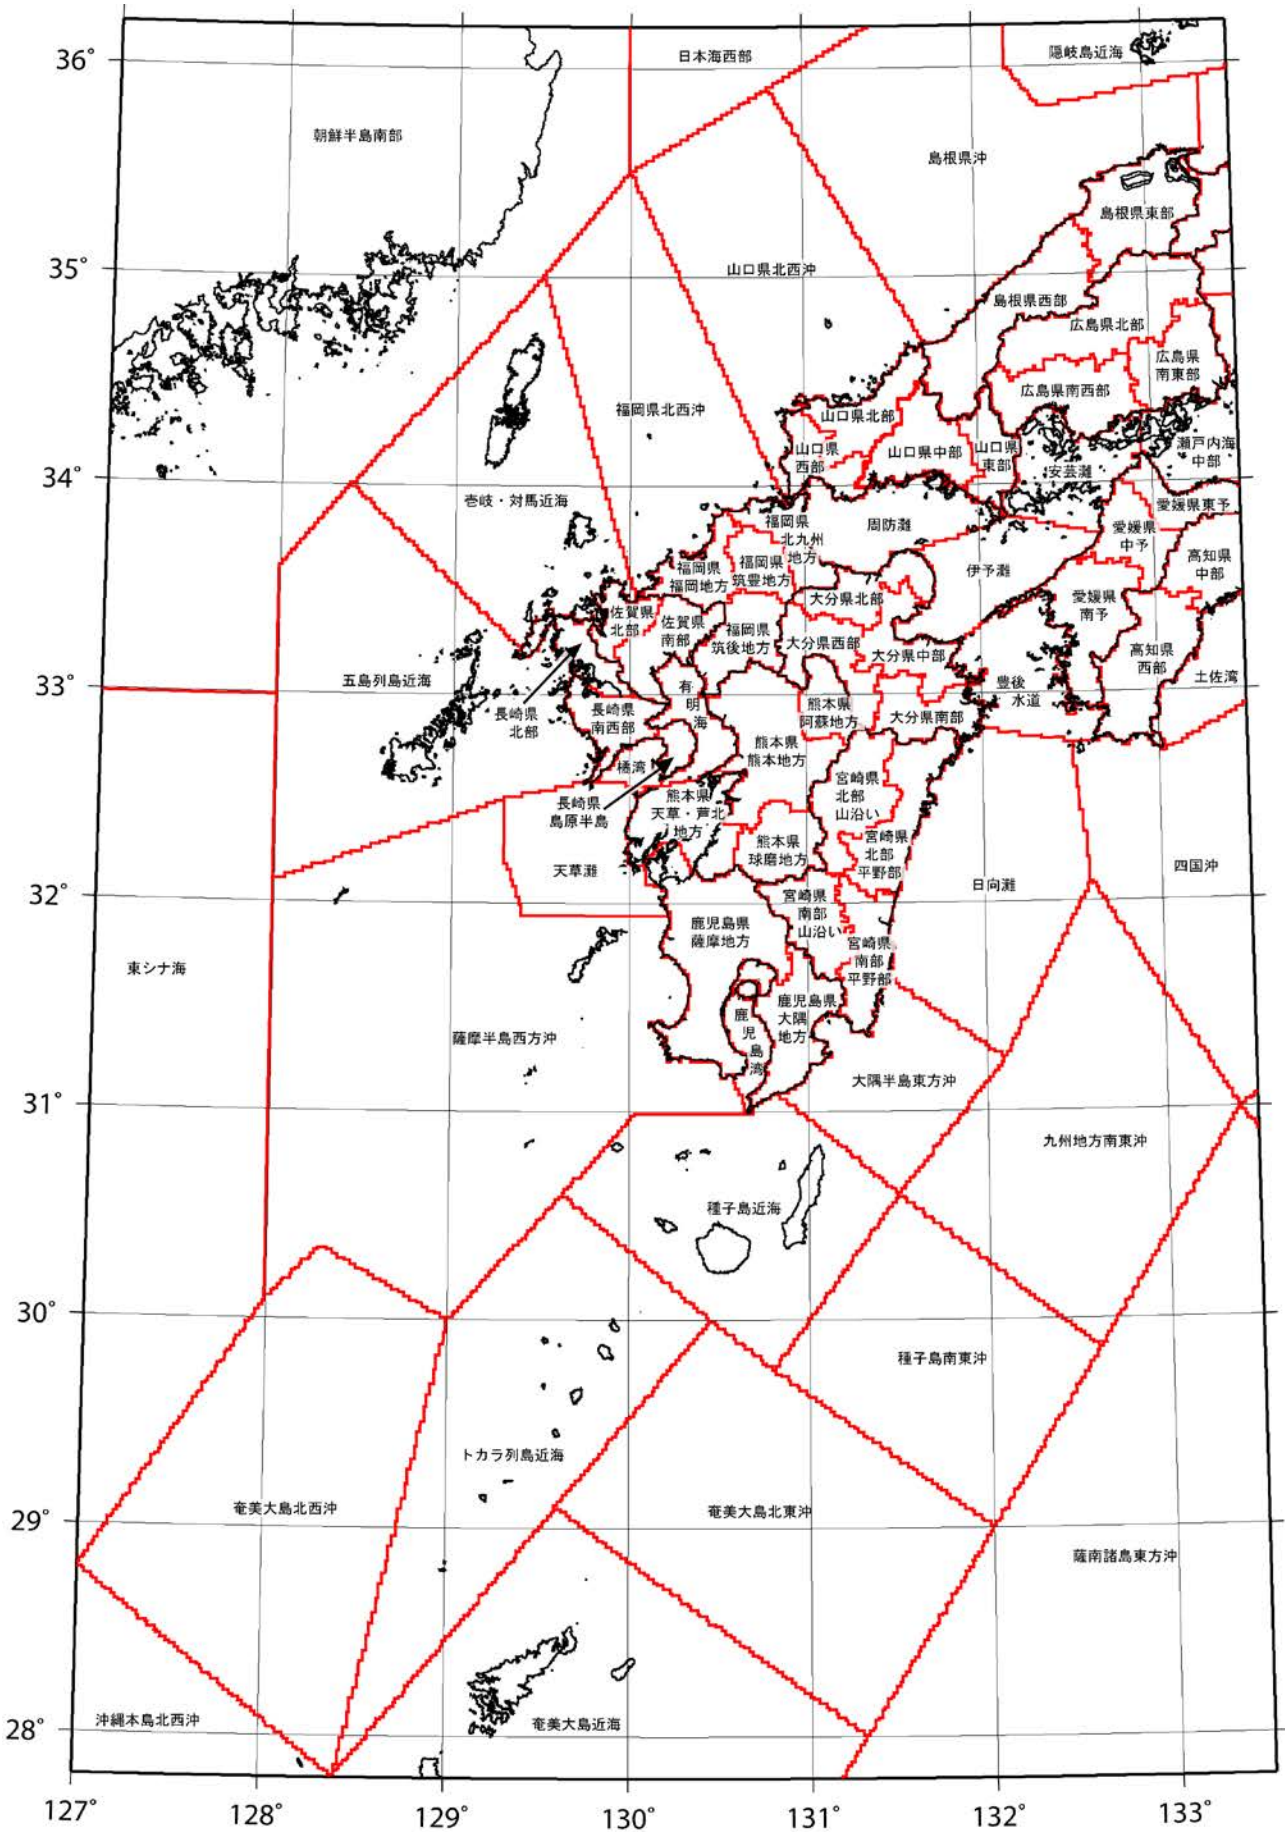 36°
日本海西部
隠岐島近海
朝鮮半島南部
島根県沖
島根県東部
35°
山口県北西沖
島根県西部
広島県北部
広島県
南東部
広島県南西部
福岡県北西沖
山口県北部
山口県
西部
山口県中部
山口県
東部
安芸灘
瀬戸内海
中部
34°
壱岐・対馬近海
愛媛県東予
福岡県
北九州
地方
周防灘
愛媛県
中予
高知県
中部
福岡県
福岡地方
福岡県
筑豊地方
伊予灘
佐賀県
北部
佐賀県
南部
福岡県
筑後地方
大分県北部
愛媛県
南予
大分県西部
大分県中部
高知県
西部
土佐湾
33°
五島列島近海
有
明
海
豊後
水道
長崎県
北部
長崎県
南西部
熊本県
阿蘇地方
大分県南部
橘湾
熊本県
熊本地方
長崎県
島原半島
熊本県
天草・芦北
地方
宮崎県
北部
山沿い
熊本県
球磨地方
宮崎県
北部
平野部
天草灘
四国沖
32°
日向灘
宮崎県
南部
山沿い
鹿児島県
薩摩地方
宮崎県
南部
平野部
東シナ海
鹿児島県
大隅
地方
鹿
児
島
湾
薩摩半島西方沖
大隅半島東方沖
31°
九州地方南東沖
種子島近海
30°
種子島南東沖
トカラ列島近海
29°
奄美大島北西沖
奄美大島北東沖
薩南諸島東方沖
28°
沖縄本島北西沖
奄美大島近海
127°
128°
129°
130°
131°
132°
133°